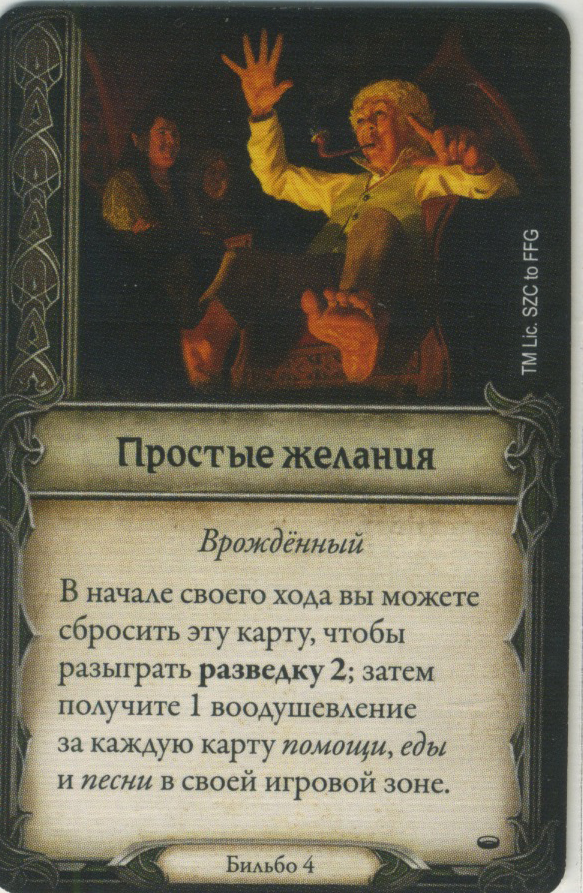 TM Lic. SZC to FFG
Простые желания
Врождённый
В начале своего хода вы можете
сбросить эту карту, чтобы
разыграть разведку 2; затем
получите 1 воодушевление
за каждую карту помощи, еды
и песни в своей игровой зоне.
Бильбо 4